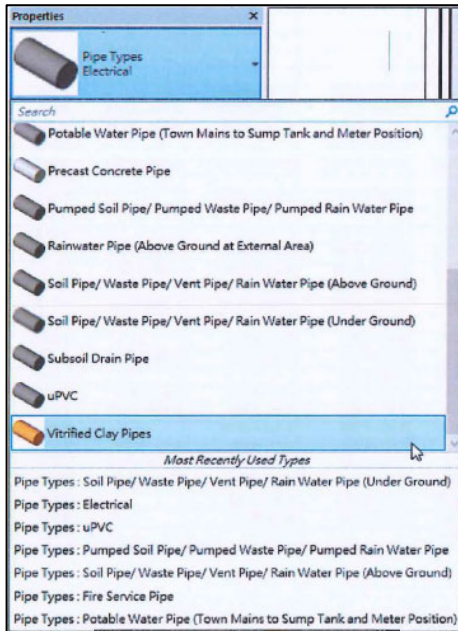 Properties
Pipe Types
Electrical
Search
Potable Water Pipe (Town Mains to Sump Tank and Meter Position)
Precast Concrete Pipe
Pumped Soil Pipe/ Pumped Waste Pipe/ Pumped Rain Water Pipe
Rainwater Pipe (Above Ground at External Area)
Soil Pipe/ Waste Pipe/ Vent Pipe/ Rain Water Pipe (Above Ground)
Soil Pipe/ Waste Pipe/ Vent Pipe/ Rain Water Pipe (Under Ground)
Subsoil Drain Pipe
uPVC
Vitrified Clay Pipes
Most Recently Used Types
Pipe Types : Soil Pipe/ Waste Pipe/ Vent Pipe/ Rain Water Pipe (Under Ground)
Pipe Types : Electrical
Pipe Types : uPVC
Pipe Types : Pumped Soil Pipe/ Pumped Waste Pipe/ Pumped Rain Water Pipe
Pipe Types : Soil Pipe/ Waste Pipe/ Vent Pipe/ Rain Water Pipe (Above Ground)
Pipe Types : Fire Service Pipe
Pipe Types : Potable Water Pipe (Town Mains to Sump Tank and Meter Position)